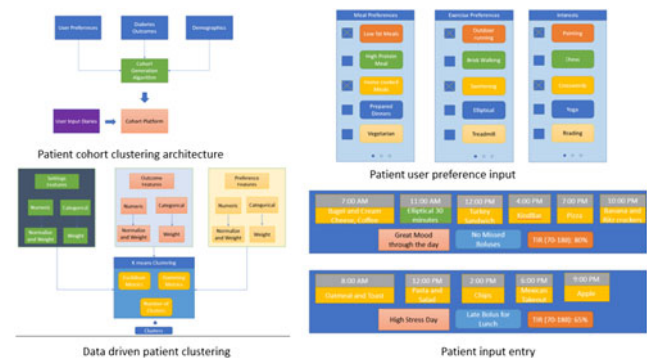 User Preferences
Diabetes
Outcomes
Demographics
Cohort
Generation
Algorithm
User Input Diaries
Cohort Platform
Patient cohort clustering architecture
Meal Preferences
Low fat Meals
High Protein
Meal
Home cooked
Meals
Prepared
Dinners
Vegetarian
Exercise Preference
Outdoor
running
Brisk Walking
Elliptical
Treadmill
Interests
Painting
Yoga
Reading
Patient user preference input
Settings
Features
Numeric
Categorical
Normalize
and Weight
Weight
Outcome
Features
Numeric
Categorical
Normalize
and Weight
Weight
Preference
Features
Numeric
Categorical
Normalize
and Weight
Weight
K means Clustering
Number of
Clusters
Clusters
Data driven patient clustering
7:00 AM
Bagel and Cream
Cheese, Coffee
11:00 AM
Elliptical 30
minutes
12:00 PM
Turkey
Sandwich
4:00 PM
7:00 PM
Pizza
10:00 PM
Banana and
Ritz crackers
Great Mood
through the day
No Missed
Boluses
TIR (70-180): 80%
8:00 AM
Oatmeal and Toast
12:00 PM
Pasta and
Salad
2:00 PM
Chips
6:00 PM
Mexican
Takeout
9:00 PM
Apple
High Stress Day
Late Bolus for
Lunch
TIR (70-180): 65%
Patient input entry